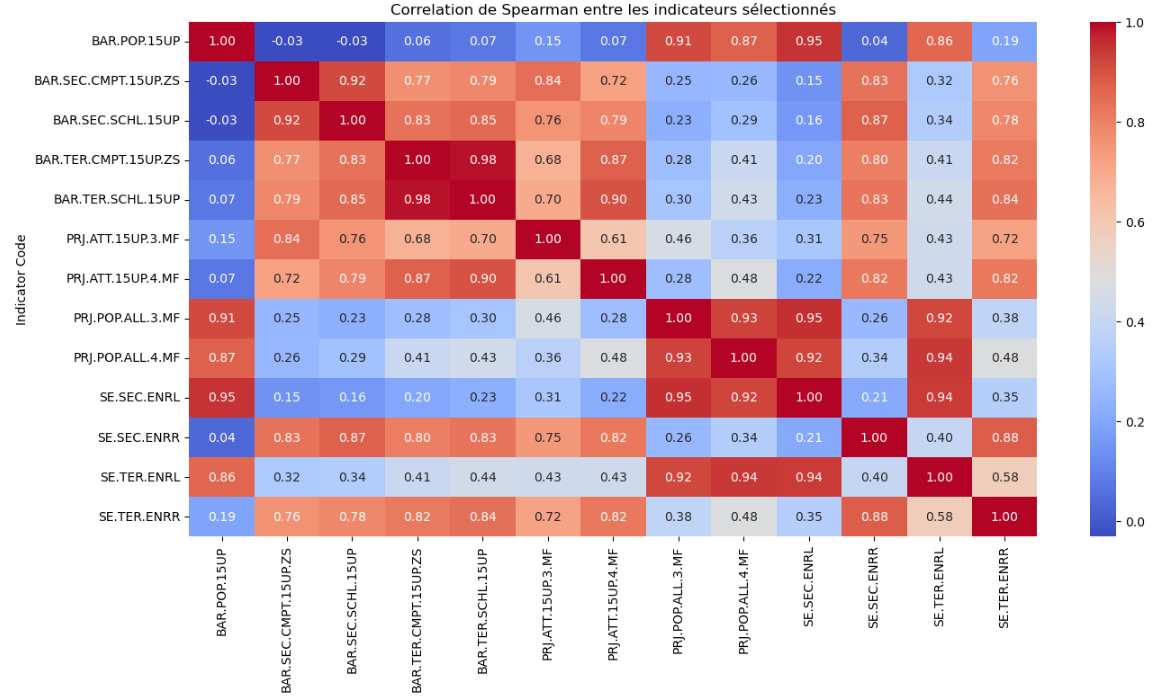 Correlation de Spearman entre les indicateurs sélectionnés
BAR.POP.15UP 1.00 -0.03 -0.03 0.06 0.07 0.15 0.07 0.91 0.87 0.95 0.04 0.86 0.19
BAR.SEC.CMPT.15UP.ZS -0.03 1.00 0.92 0.77 0.79 0.84 0.72 0.25 0.26 0.15 0.83 0.32 0.76
BAR.SEC.SCHL.15UP -0.03 0.92 1.00 0.83 0.85 0.76 0.79 0.23 0.29 0.16 0.87 0.34 0.78
BAR.TER.CMPT.15UP.ZS 0.06 0.77 0.83 1.00 0.98 0.68 0.87 0.28 0.41 0.20 0.80 0.41 0.82
BAR.TER.SCHL.15UP 0.07 0.79 0.85 0.98 1.00 0.70 0.90 0.30 0.43 0.23 0.83 0.44 0.84
PRJ.ATT.15UP.3.MF 0.15 0.84 0.76 0.68 0.70 1.00 0.61 0.46 0.36 0.31 0.75 0.43 0.72
PRJ.ATT.15UP.4.MF 0.07 0.72 0.79 0.87 0.90 0.61 1.00 0.28 0.48 0.22 0.82 0.43 0.82
PRJ.POP.ALL.3.MF 0.91 0.25 0.23 0.28 0.30 0.46 0.28 1.00 0.93 0.95 0.26 0.92 0.38
PRJ.POP.ALL.4.MF 0.87 0.26 0.29 0.41 0.43 0.36 0.48 0.93 1.00 0.92 0.34 0.94 0.48
SE.SEC.ENRL 0.95 0.15 0.16 0.20 0.23 0.31 0.22 0.95 0.92 1.00 0.21 0.94 0.35
SE.SEC.ENRR 0.04 0.83 0.87 0.80 0.83 0.75 0.82 0.26 0.34 0.21 1.00 0.40 0.88
SE.TER.ENRL 0.86 0.32 0.34 0.41 0.44 0.43 0.43 0.92 0.94 0.94 0.40 1.00 0.58
SE.TER.ENRR 0.19 0.76 0.78 0.82 0.84 0.72 0.82 0.38 0.48 0.35 0.88 0.58 1.00
Indicator Code
BAR.POP.15UP
BAR.SEC.CMPT.15UP.ZS
BAR.SEC.SCHL.15UP
BAR.TER.CMPT.15UP.ZS
BAR.TER.SCHL.15UP
PRJ.ATT.15UP.3.MF
PRJ.ATT.15UP.4.MF
PRJ.POP.ALL.3.MF
PRJ.POP.ALL.4.MF
SE.SEC.ENRL
SE.SEC.ENRR
SE.TER.ENRL
SE.TER.ENRR
1.0
0.8
0.6
0.4
0.2
0.0